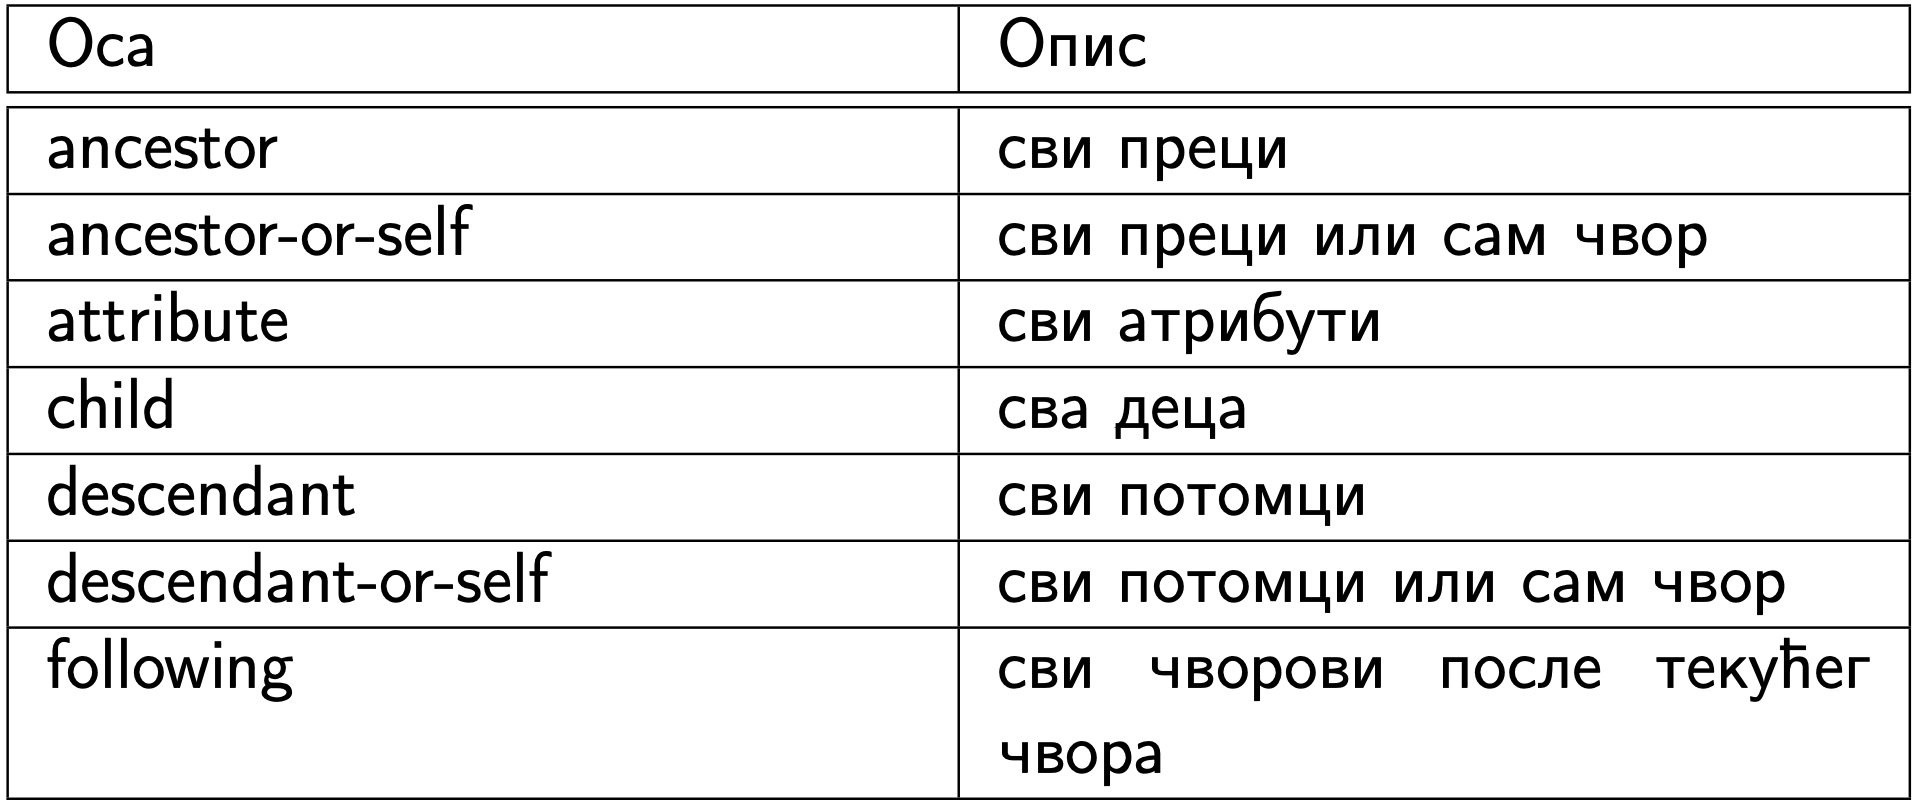 Оса Опис
ancestor сви преци
ancestor-or-self сви преци или сам чвор
attribute сви атрибути
child сва деца
descendant сви потомци
descendant-or-self сви потомци или сам чвор
following сви чворови после текућег
чвора